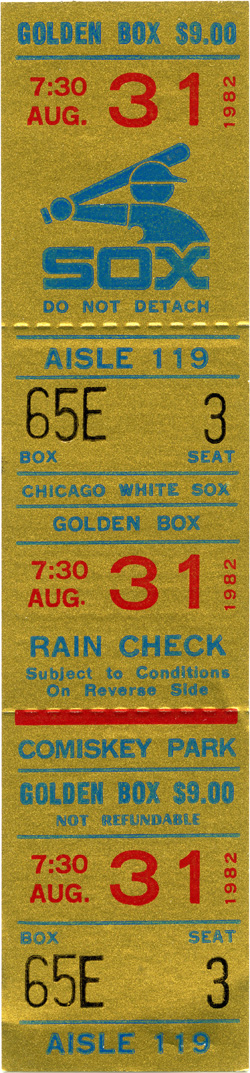 GOLDEN BOX $9.00
7:30 AUG. 31 1982
SOX
DO NOT DETACH
AISLE 119
65E 3
BOX SEAT
CHICAGO WHITE SOX
GOLDEN BOX
7:30 AUG. 31 1982
RAIN CHECK
Subject to Conditions
On Reverse Side
COMISKEY PARK
GOLDEN BOX $9.00
NOT REFUNDABLE
7:30 AUG. 31 1982
BOX SEAT
65E 3
AISLE 119